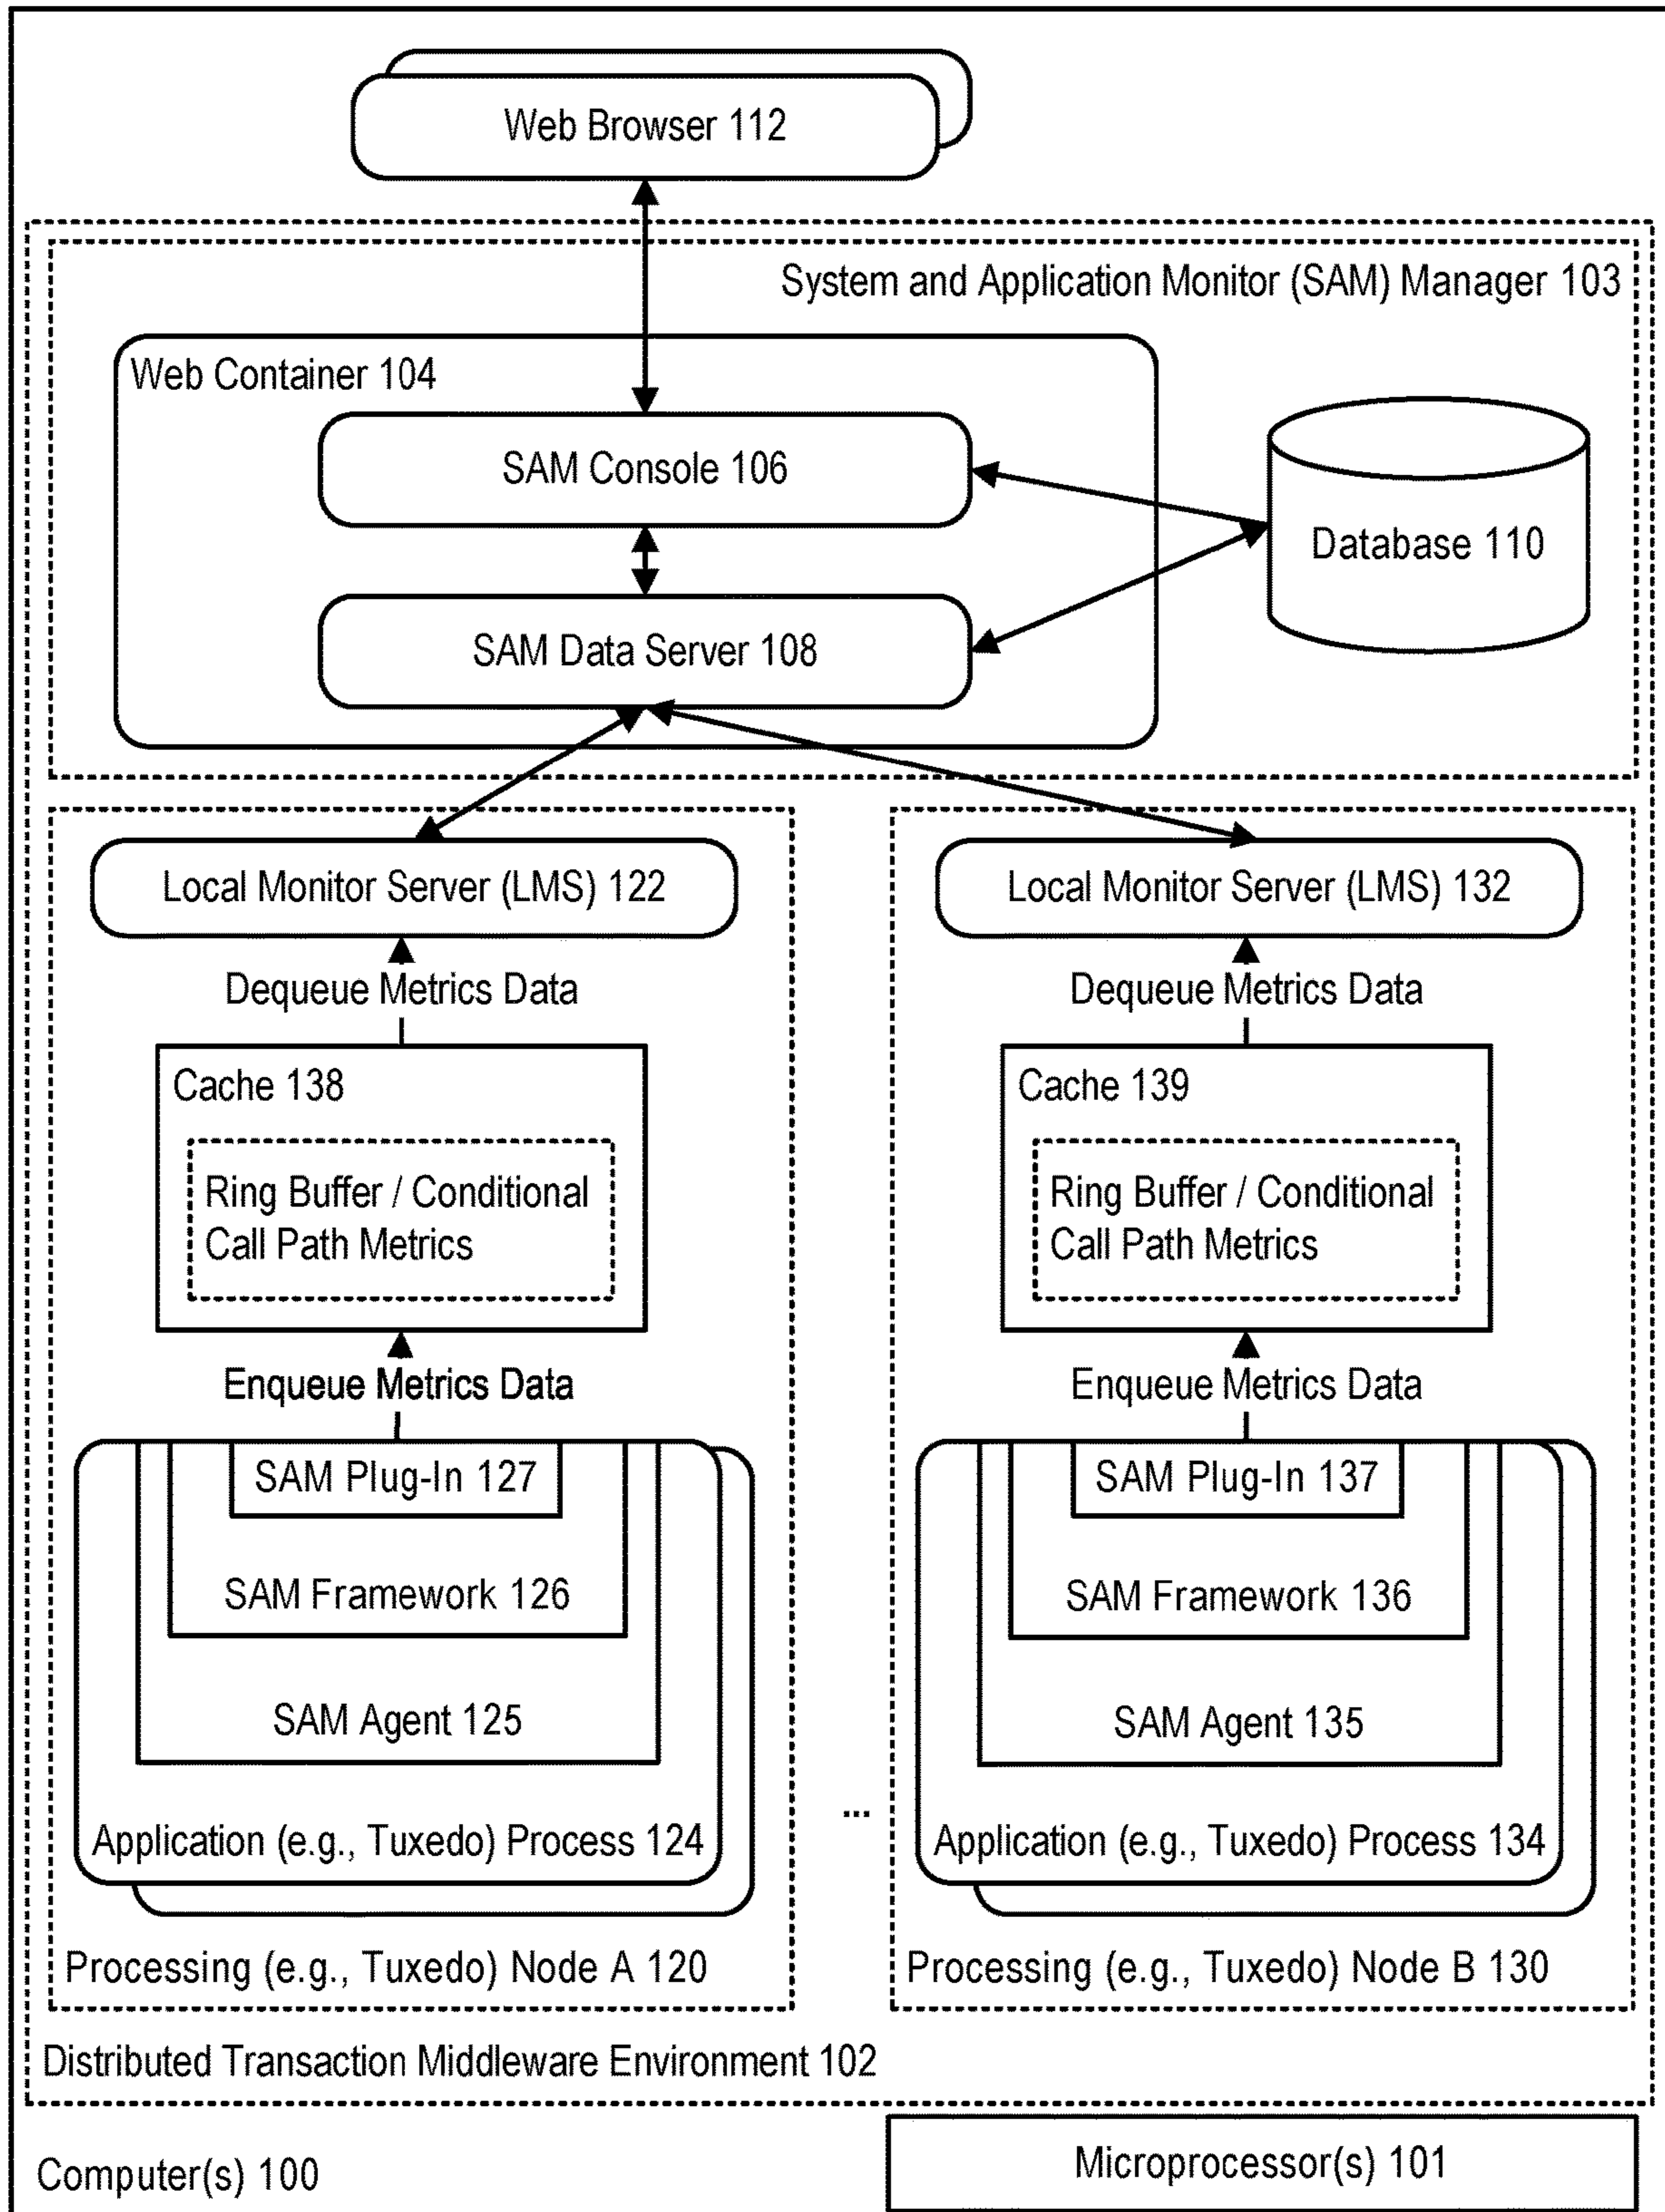 Web Browser 112
System and Application Monitor (SAM) Manager 103
Web Container 104
SAM Console 106
Database 110
SAM Data Server 108
Local Monitor Server (LMS) 122
Dequeue Metrics Data
Cache 138
Ring Buffer / Conditional
Call Path Metrics
Enqueue Metrics Data
SAM Plug-In 127
SAM Framework 126
SAM Agent 125
Application (e.g., Tuxedo) Process 124
Processing (e.g., Tuxedo) Node A 120
...
Local Monitor Server (LMS) 132
Dequeue Metrics Data
Cache 139
Ring Buffer / Conditional
Call Path Metrics
Enqueue Metrics Data
SAM Plug-In 137
SAM Framework 136
SAM Agent 135
Application (e.g., Tuxedo) Process 134
Processing (e.g., Tuxedo) Node B 130
Distributed Transaction Middleware Environment 102
Computer(s) 100
Microprocessor(s) 101